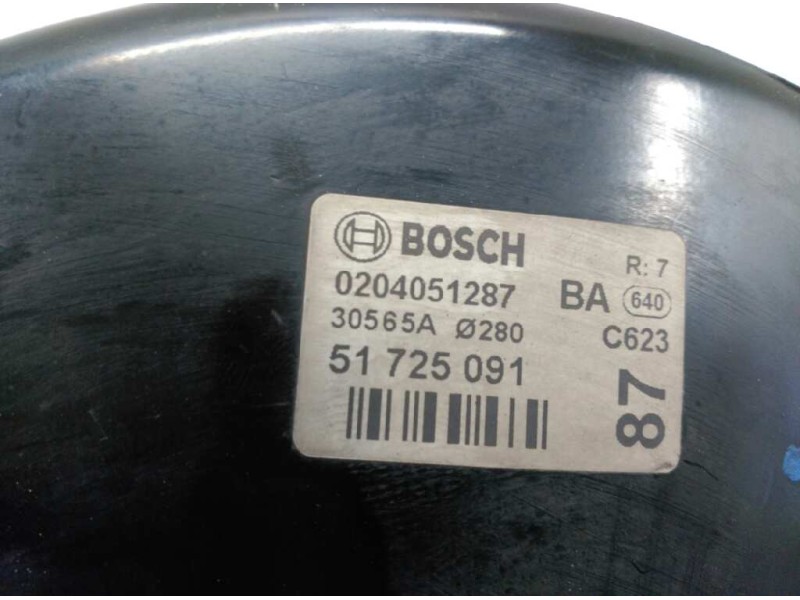 BOSCH
R: 7
0204051287 BA 640
30565A Ø280 C623
51 725 091
87